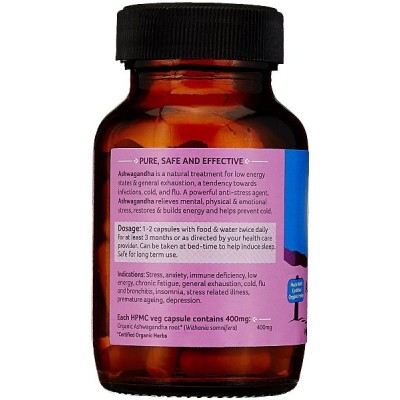 PURE, SAFE AND EFFECTIVE
Ashwagandha is a natural treatment for low energy
states & general exhaustion, a tendency towards
infections, cold, and flu. A powerful anti-stress agent.
Ashwagandha relieves mental, physical & emotional
stress, restores & builds energy and helps prevent cold.
Dosage: 1-2 capsules with food & water twice daily
for at least 3 months or as directed by your health care
provider. Can be taken at bed-time to help induce sleep.
Safe for long term use.
Indications: Stress, anxiety, immune deficiency, low
energy, chronic fatigue, general exhaustion, cold, flu
and bronchitis, insomnia, stress related illness,
premature ageing, depression.
Each HPMC veg capsule contains 400mg:
Organic Ashwagandha root* (Withania somnifera) 400mg
*Certified Organic Herbs